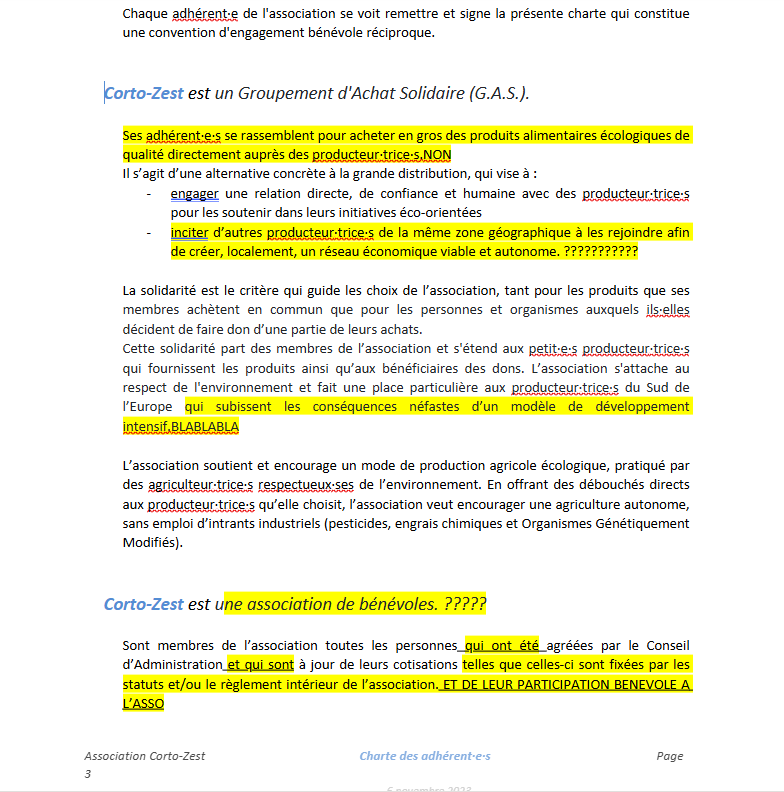 Chaque adhérent·e de l'association se voit remettre et signe la présente charte qui constitue
une convention d'engagement bénévole réciproque.
Corto-Zest est un Groupement d'Achat Solidaire (G.A.S.).
Ses adhérent·e·s se rassemblent pour acheter en gros des produits alimentaires écologiques de
qualité directement auprès des producteur·trice·s,NON
Il s'agit d'une alternative concrète à la grande distribution, qui vise à :
- engager une relation directe, de confiance et humaine avec des producteur·trice·s
pour les soutenir dans leurs initiatives éco-orientées
- inciter d'autres producteur·trice·s de la même zone géographique à les rejoindre afin
de créer, localement, un réseau économique viable et autonome. ???????????
La solidarité est le critère qui guide les choix de l'association, tant pour les produits que ses
membres achètent en commun que pour les personnes et organismes auxquels ils·elles
décident de faire don d'une partie de leurs achats.
Cette solidarité part des membres de l'association et s'étend aux petit·e·s producteur·trice·s
qui fournissent les produits ainsi qu'aux bénéficiaires des dons. L'association s'attache au
respect de l'environnement et fait une place particulière aux producteur·trice·s du Sud de
l'Europe qui subissent les conséquences néfastes d'un modèle de développement
intensif,BLABLABLA
L'association soutient et encourage un mode de production agricole écologique, pratiqué par
des agriculteur·trice·s respectueux·ses de l'environnement. En offrant des débouchés directs
aux producteur·trice·s qu'elle choisit, l'association veut encourager une agriculture autonome,
sans emploi d'intrants industriels (pesticides, engrais chimiques et Organismes Génétiquement
Modifiés).
Corto-Zest est une association de bénévoles. ?????
Sont membres de l'association toutes les personnes qui ont été agréées par le Conseil
d'Administration et qui sont à jour de leurs cotisations telles que celles-ci sont fixées par les
statuts et/ou le règlement intérieur de l'association. ET DE LEUR PARTICIPATION BENEVOLE A
L'ASSO
Association Corto-Zest Charte des adhérent·e·s Page
3
6 novembre 2023